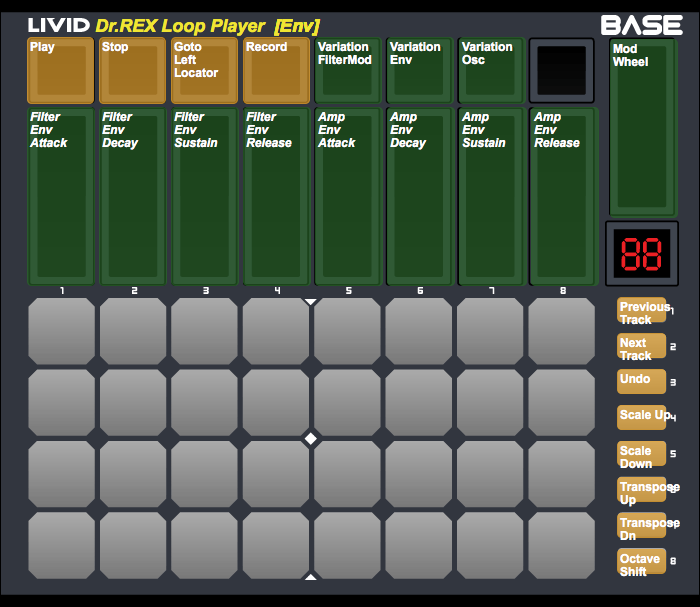 LIVID Dr.REX Loop Player [Env] BASE
Play
Stop
Goto
Left
Locator
Record
Variation
FilterMod
Variation
Env
Variation
Osc
Mod
Wheel
Filter
Env
Attack
Filter
Env
Decay
Filter
Env
Sustain
Filter
Env
Release
Amp
Env
Attack
Amp
Env
Decay
Amp
Env
Sustain
Amp
Env
Release
88
1 2 3 4 5 6 7 8
Previous 1
Track
Next 2
Track
Undo 3
Scale Up 4
Scale 5
Down
Transpose 6
Up
Transpose 7
Dn
Octave 8
Shift